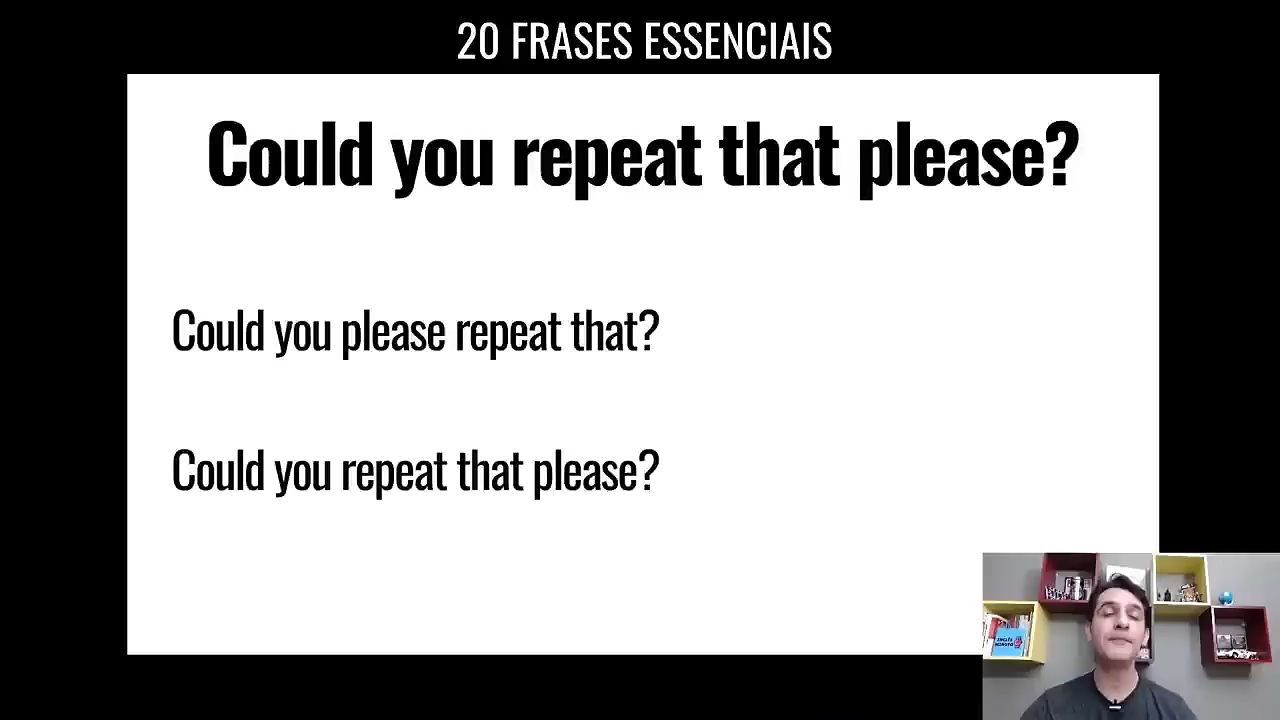 20 FRASES ESSENCIAIS
Could you repeat that please?
Could you please repeat that?
Could you repeat that please?